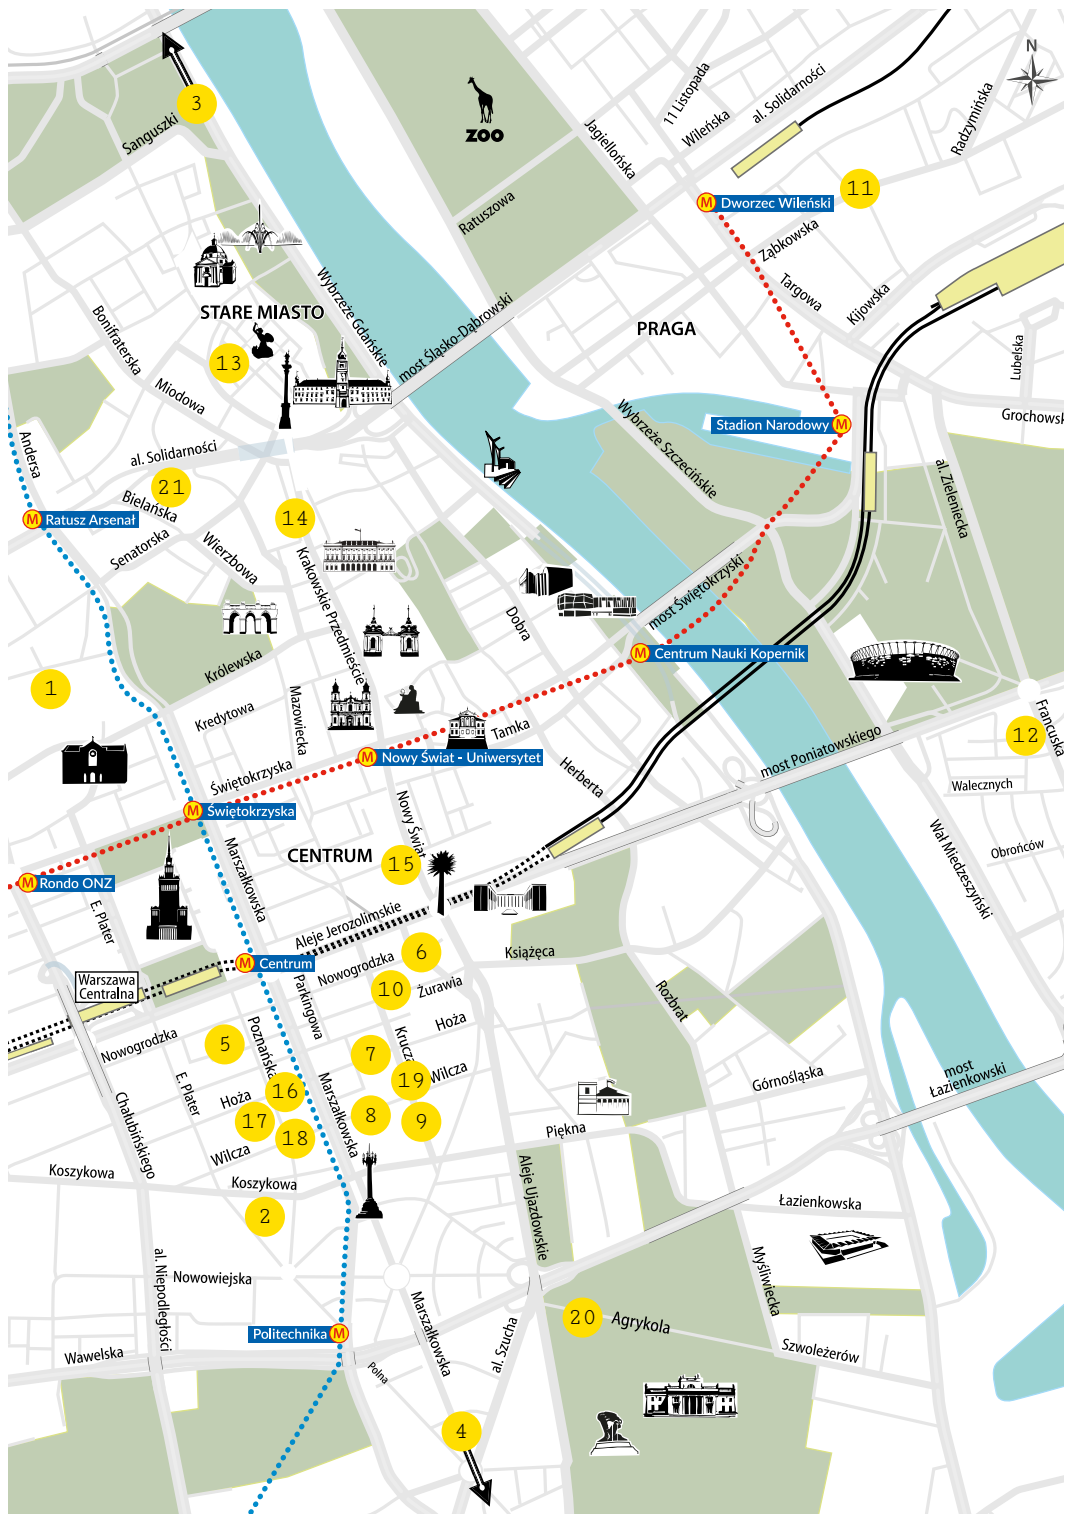 N
3
Sanguszki
ZOO
11 Listopada
Wileńska
al. Solidarności
Radzymińska
Jagiellońska
11
M Dworzec Wileński
Ratuszowa
Ząbkowska
Targowa
Kijowska
Wybrzeże Gdańskie
STARE MIASTO
Bonifraterska
most Śląsko-Dąbrowski
PRAGA
Lubelska
13
Miodowa
Grochowsk
Wybrzeże Szczecińskie
Stadion Narodowy M
Andersa
al. Solidarności
al. Zieleniecka
21
Bielańska
14
M Ratusz Arsenał
Senatorska
Wierzbowa
Krakowskie Przedmieście
Dobra
most Świętokrzyski
M Centrum Nauki Kopernik
Królewska
1
Kredytowa
Mazowiecka
Tamka
Francuska
12
M Nowy Świat - Uniwersytet
most Poniatowskiego
Herberta
Walecznych
Świętokrzyska
M Świętokrzyska
Nowy Świat
Marszałkowska
CENTRUM
15
Wał Miedzeszyński
Obrońców
M Rondo ONZ
E. Plater
Aleje Jerozolimskie
6
Książęca
M Centrum
Nowogrodzka
Warszawa
Centralna
10
Żurawia
Parkingowa
Rozbrat
Hoża
Nowogrodzka
5
Poznańska
7
Krucza
19
Wilcza
E. Plater
Hoża
16
Marszałkowska
Górnośląska
most
Łazienkowski
Chałubińskiego
17
18
8
9
Piękna
Wilcza
Koszykowa
Koszykowa
Aleje Ujazdowskie
2
Łazienkowska
Myśliwiecka
al. Niepodległości
Nowowiejska
Marszałkowska
20
Agrykola
Politechnika M
al. Szucha
Szwoleżerów
Wawelska
Polna
4